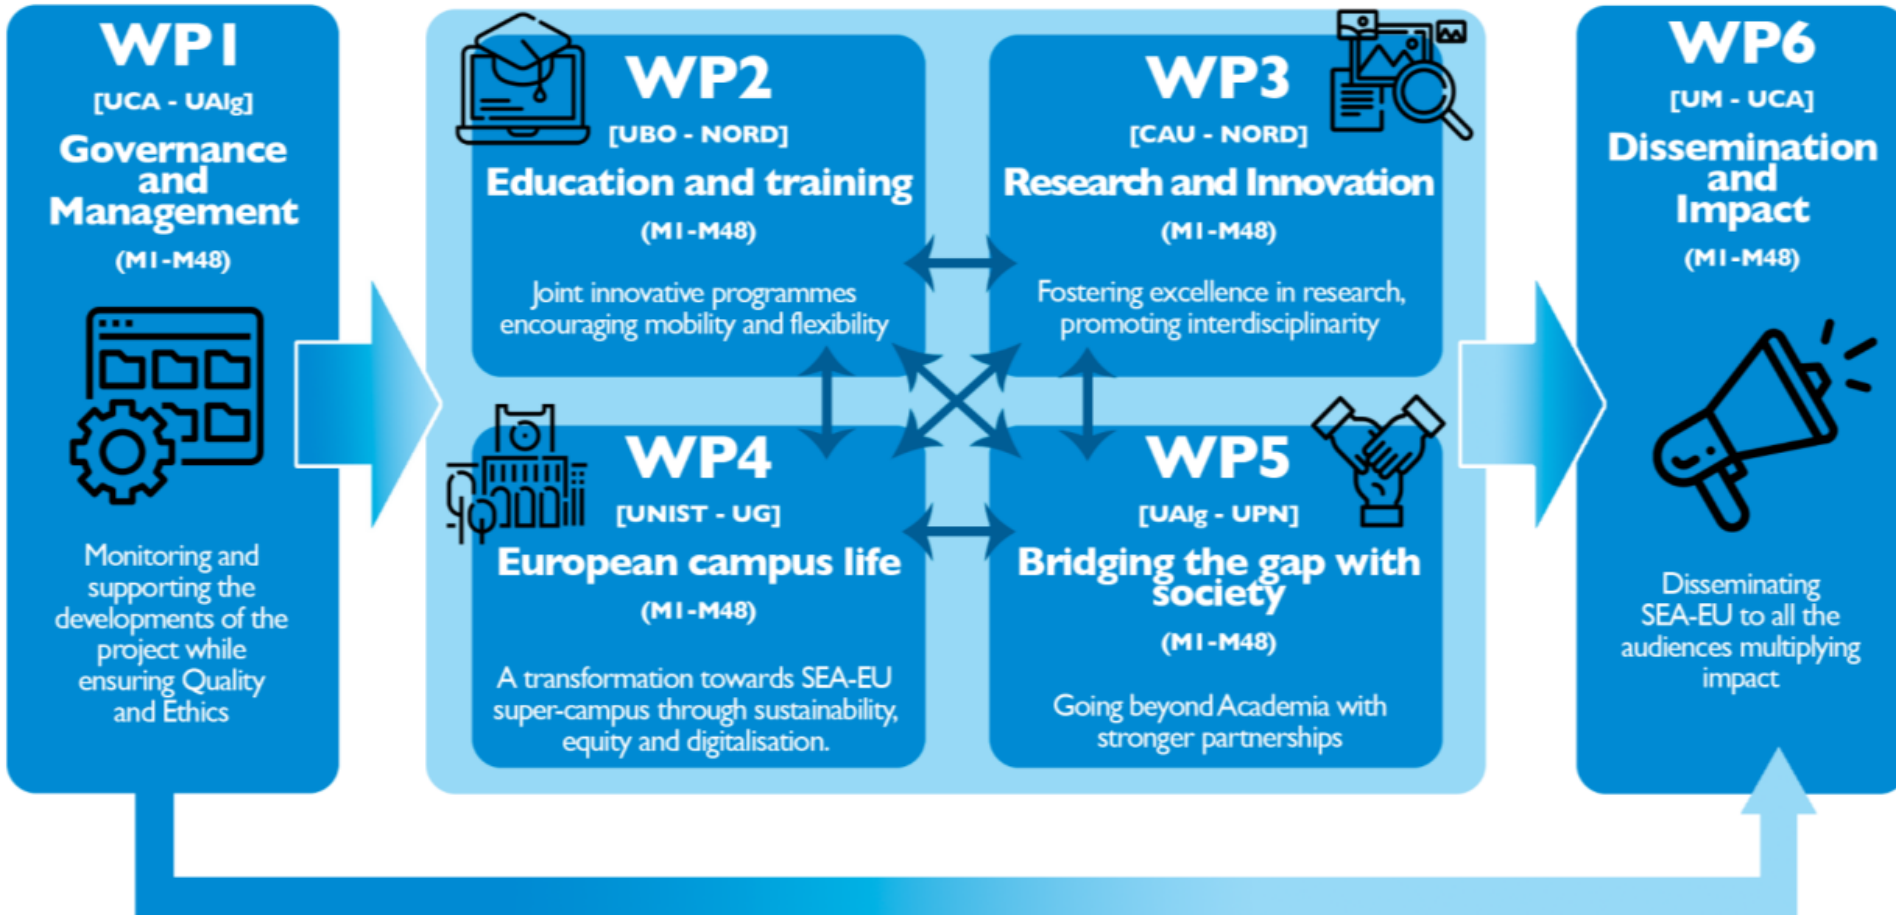 WP1
[UCA - UAlg]
Governance
and
Management
(M1-M48)
Monitoring and
supporting the
developments of the
project while
ensuring Quality
and Ethics
WP2
[UBO - NORD]
Education and training
(M1-M48)
Joint innovative programmes
encouraging mobility and flexibility
WP3
[CAU - NORD]
Research and Innovation
(M1-M48)
Fostering excellence in research,
promoting interdisciplinarity
WP4
[UNIST - UG]
European campus life
(M1-M48)
A transformation towards SEA-EU
super-campus through sustainability,
equity and digitalisation.
WP5
[UAlg - UPN]
Bridging the gap with
society
(M1-M48)
Going beyond Academia with
stronger partnerships
WP6
[UM - UCA]
Dissemination
and
Impact
(M1-M48)
Disseminating
SEA-EU to all the
audiences multiplying
impact